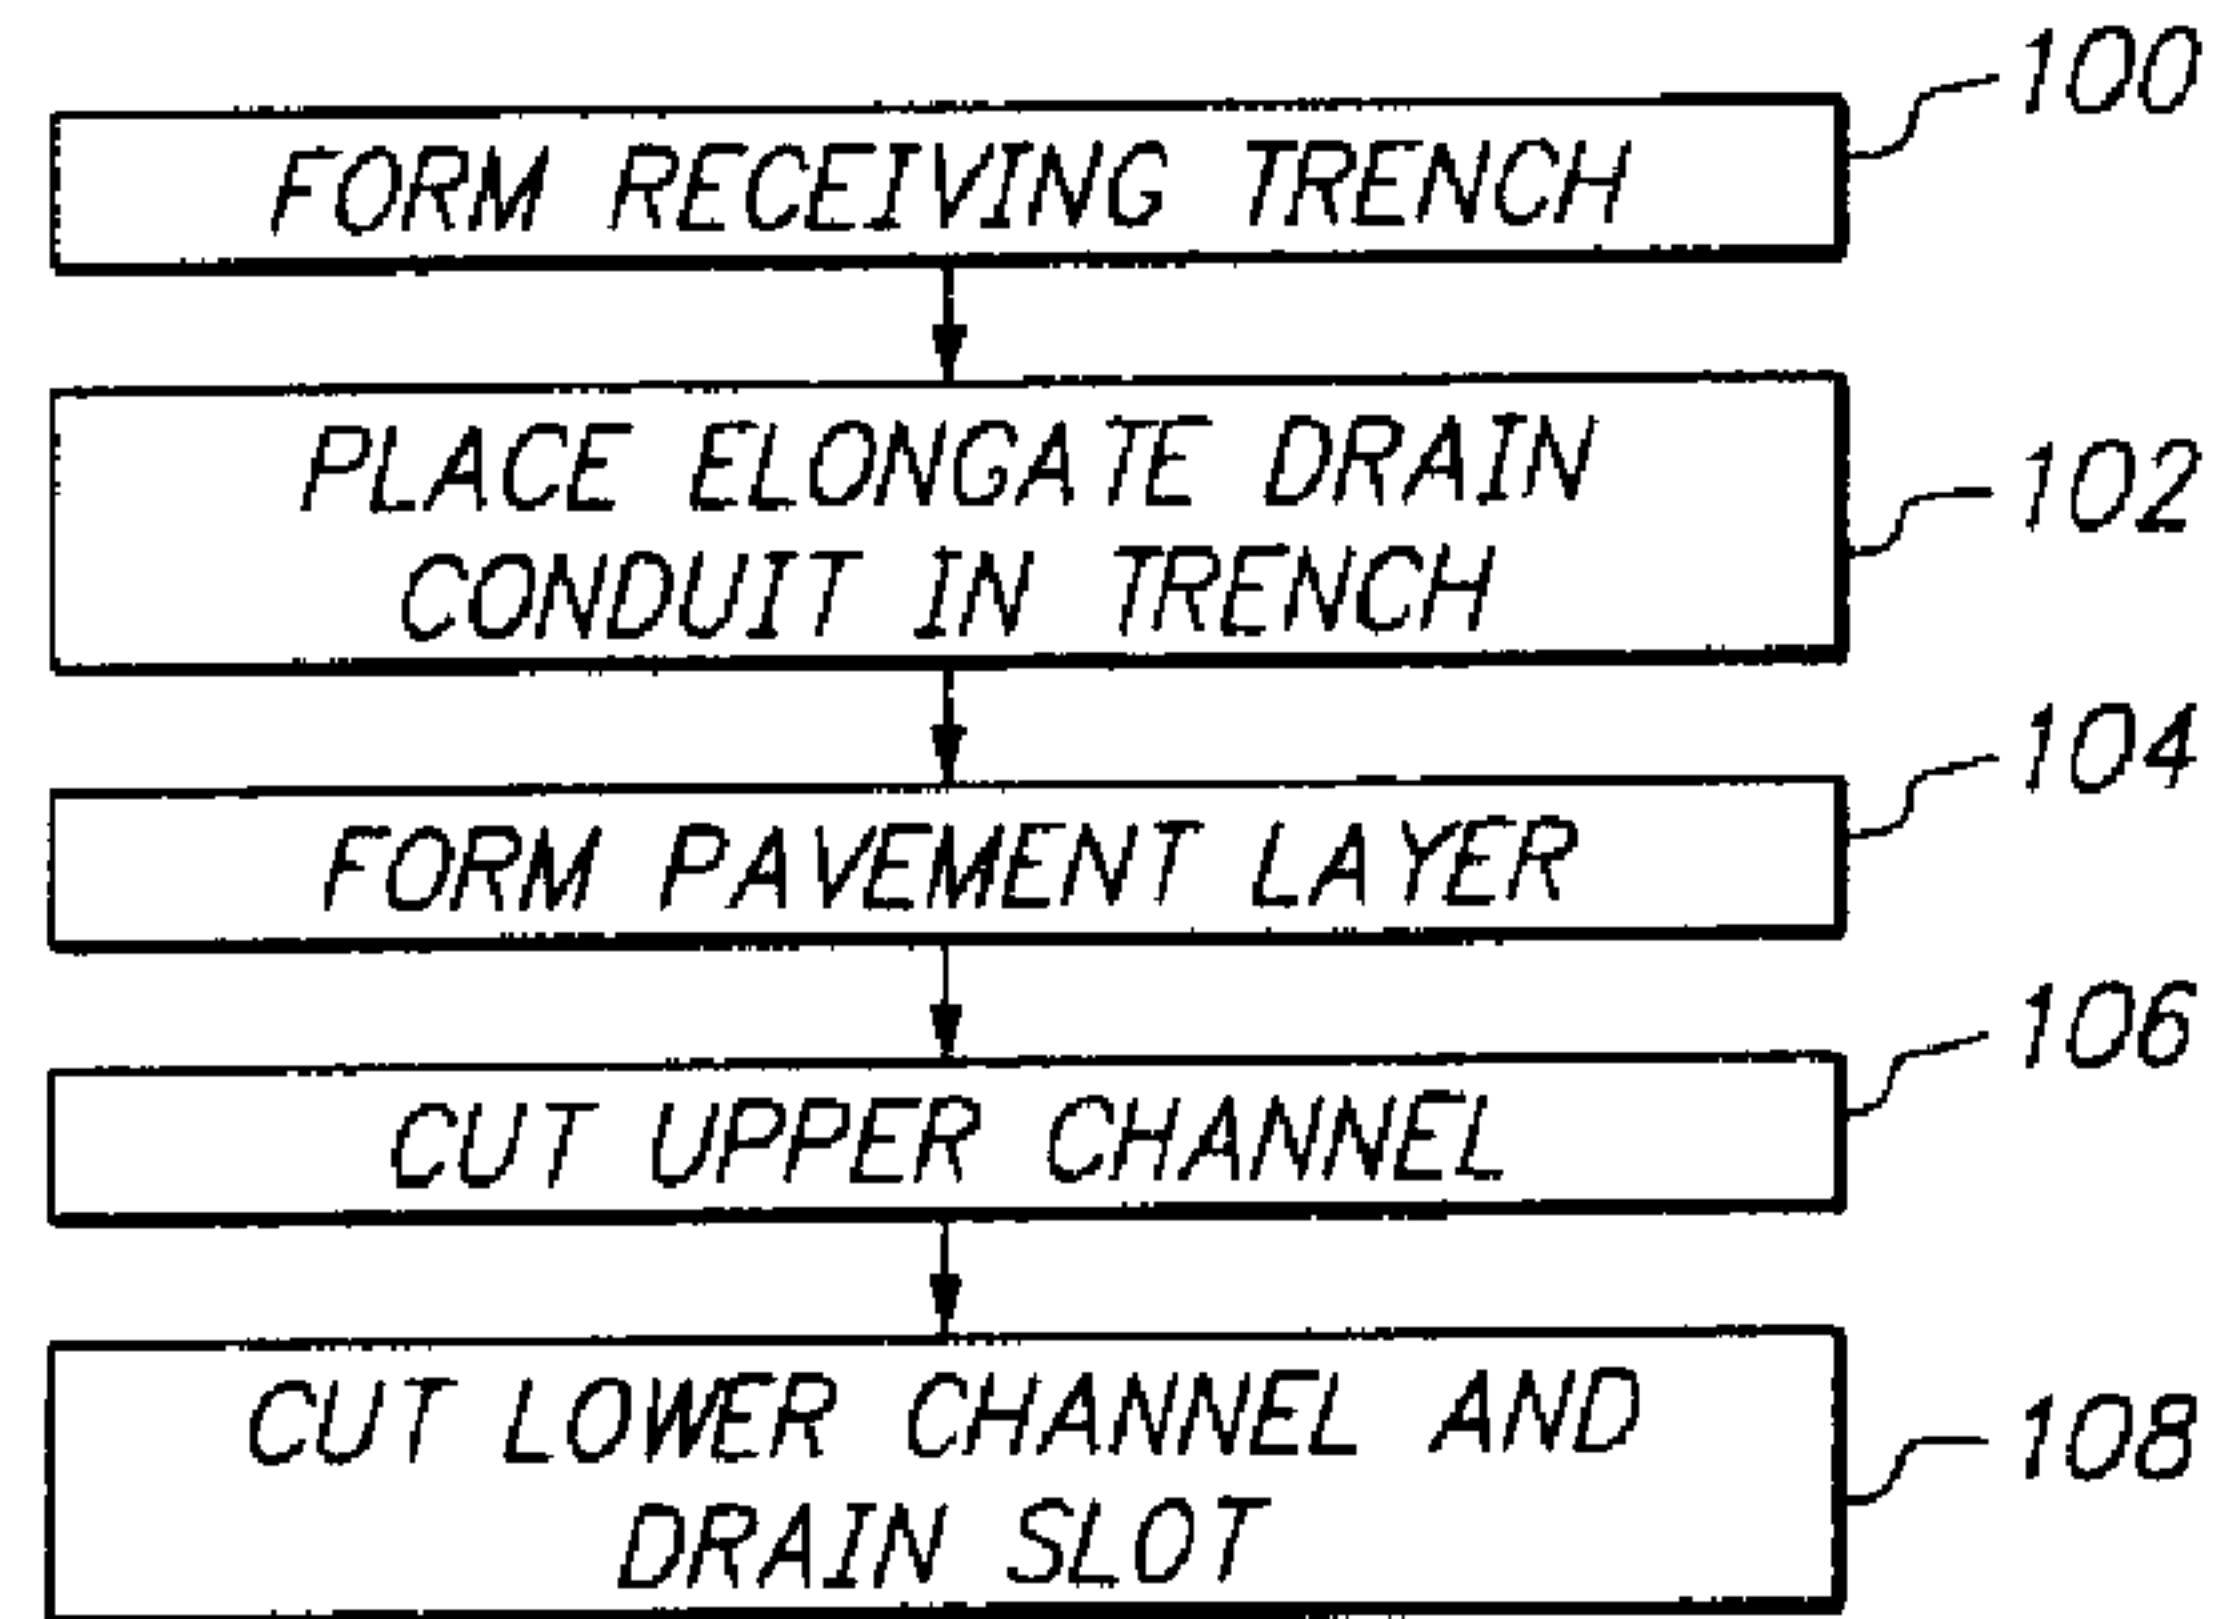 100
FORM RECEIVING TRENCH
PLACE ELONGATE DRAIN
CONDUIT IN TRENCH
102
104
FORM PAVEMENT LAYER
106
CUT UPPER CHANNEL
CUT LOWER CHANNEL AND
DRAIN SLOT
108